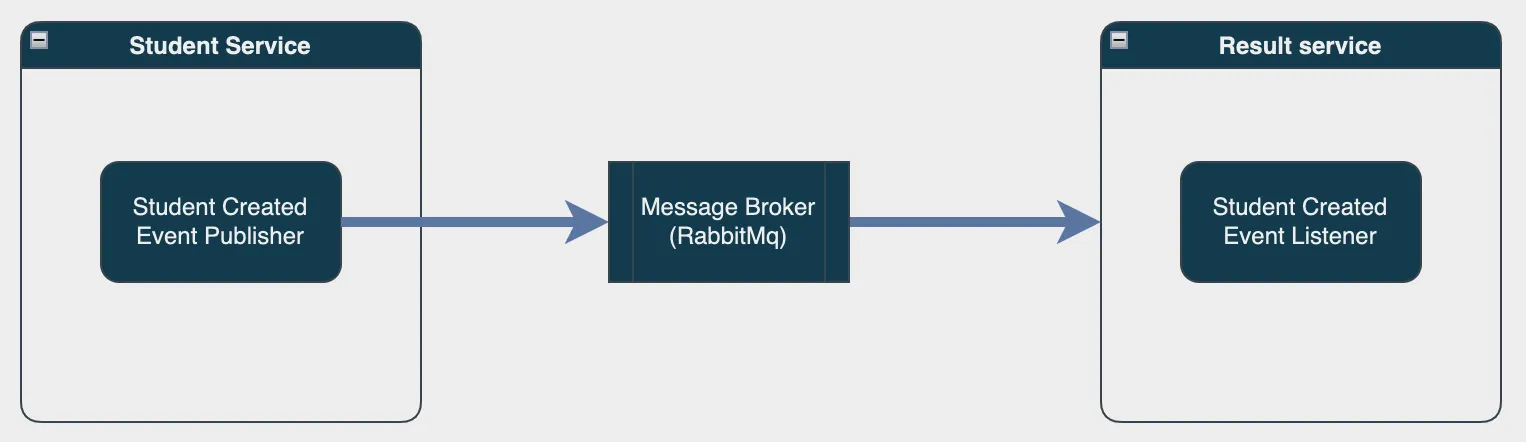 Student Service
Result service
Student Created
Event Publisher
Message Broker
(RabbitMq)
Student Created
Event Listener